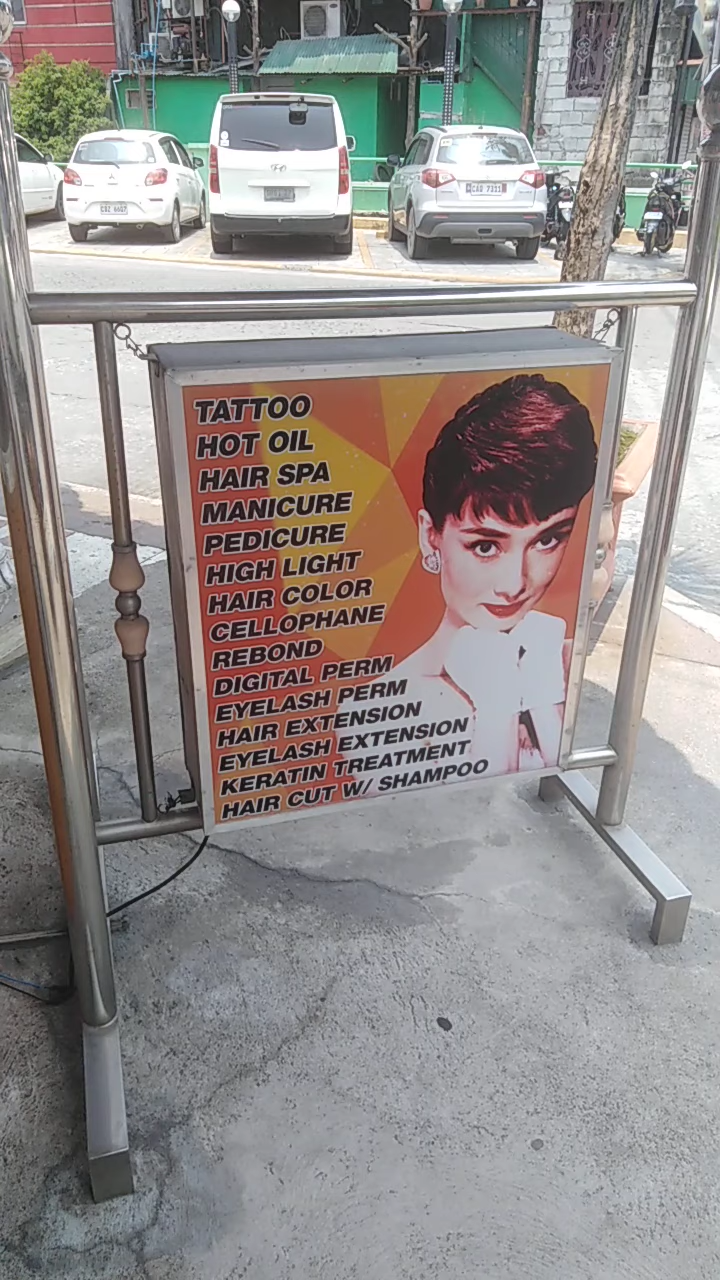 TATTOO
HOT OIL
HAIR SPA
MANICURE
PEDICURE
HIGH LIGHT
HAIR COLOR
CELLOPHANE
REBOND
DIGITAL PERM
EYELASH PERM
HAIR EXTENSION
EYELASH EXTENSION
KERATIN TREATMENT
HAIR CUT W/ SHAMPOO